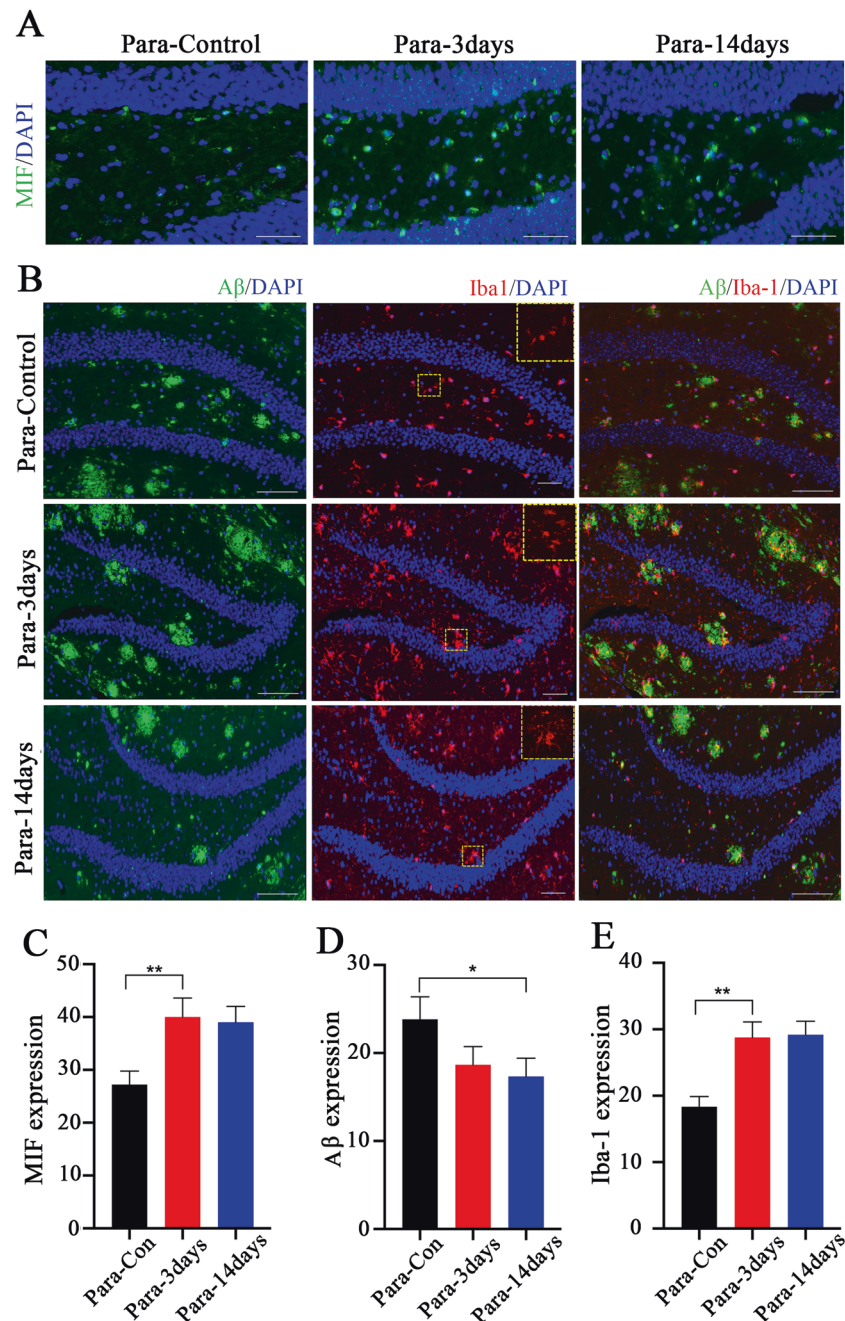 A
Para-Control Para-3days Para-14days
MIF/DAPI
B
Aβ/DAPI Iba1/DAPI Aβ/Iba-1/DAPI
Para-Control
Para-3days
Para-14days
C
MIF expression
50
40
30
20
10
0
**
Para-Con
Para-3days
Para-14days
D
Aβ expression
30
20
10
0
*
Para-Con
Para-3days
Para-14days
E
Iba-1 expression
40
30
20
10
0
**
Para-Con
Para-3days
Para-14days